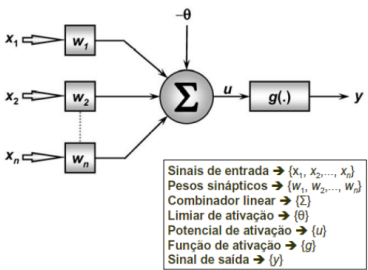 −θ
x1 w1
x2 w2 Σ u g(.) y
xn wn
Sinais de entrada ➔ {x1, x2,..., xn}
Pesos sinápticos ➔ {w1, w2,..., wn}
Combinador linear ➔ {Σ}
Limiar de ativação ➔ {θ}
Potencial de ativação ➔ {u}
Função de ativação ➔ {g}
Sinal de saída ➔ {y}